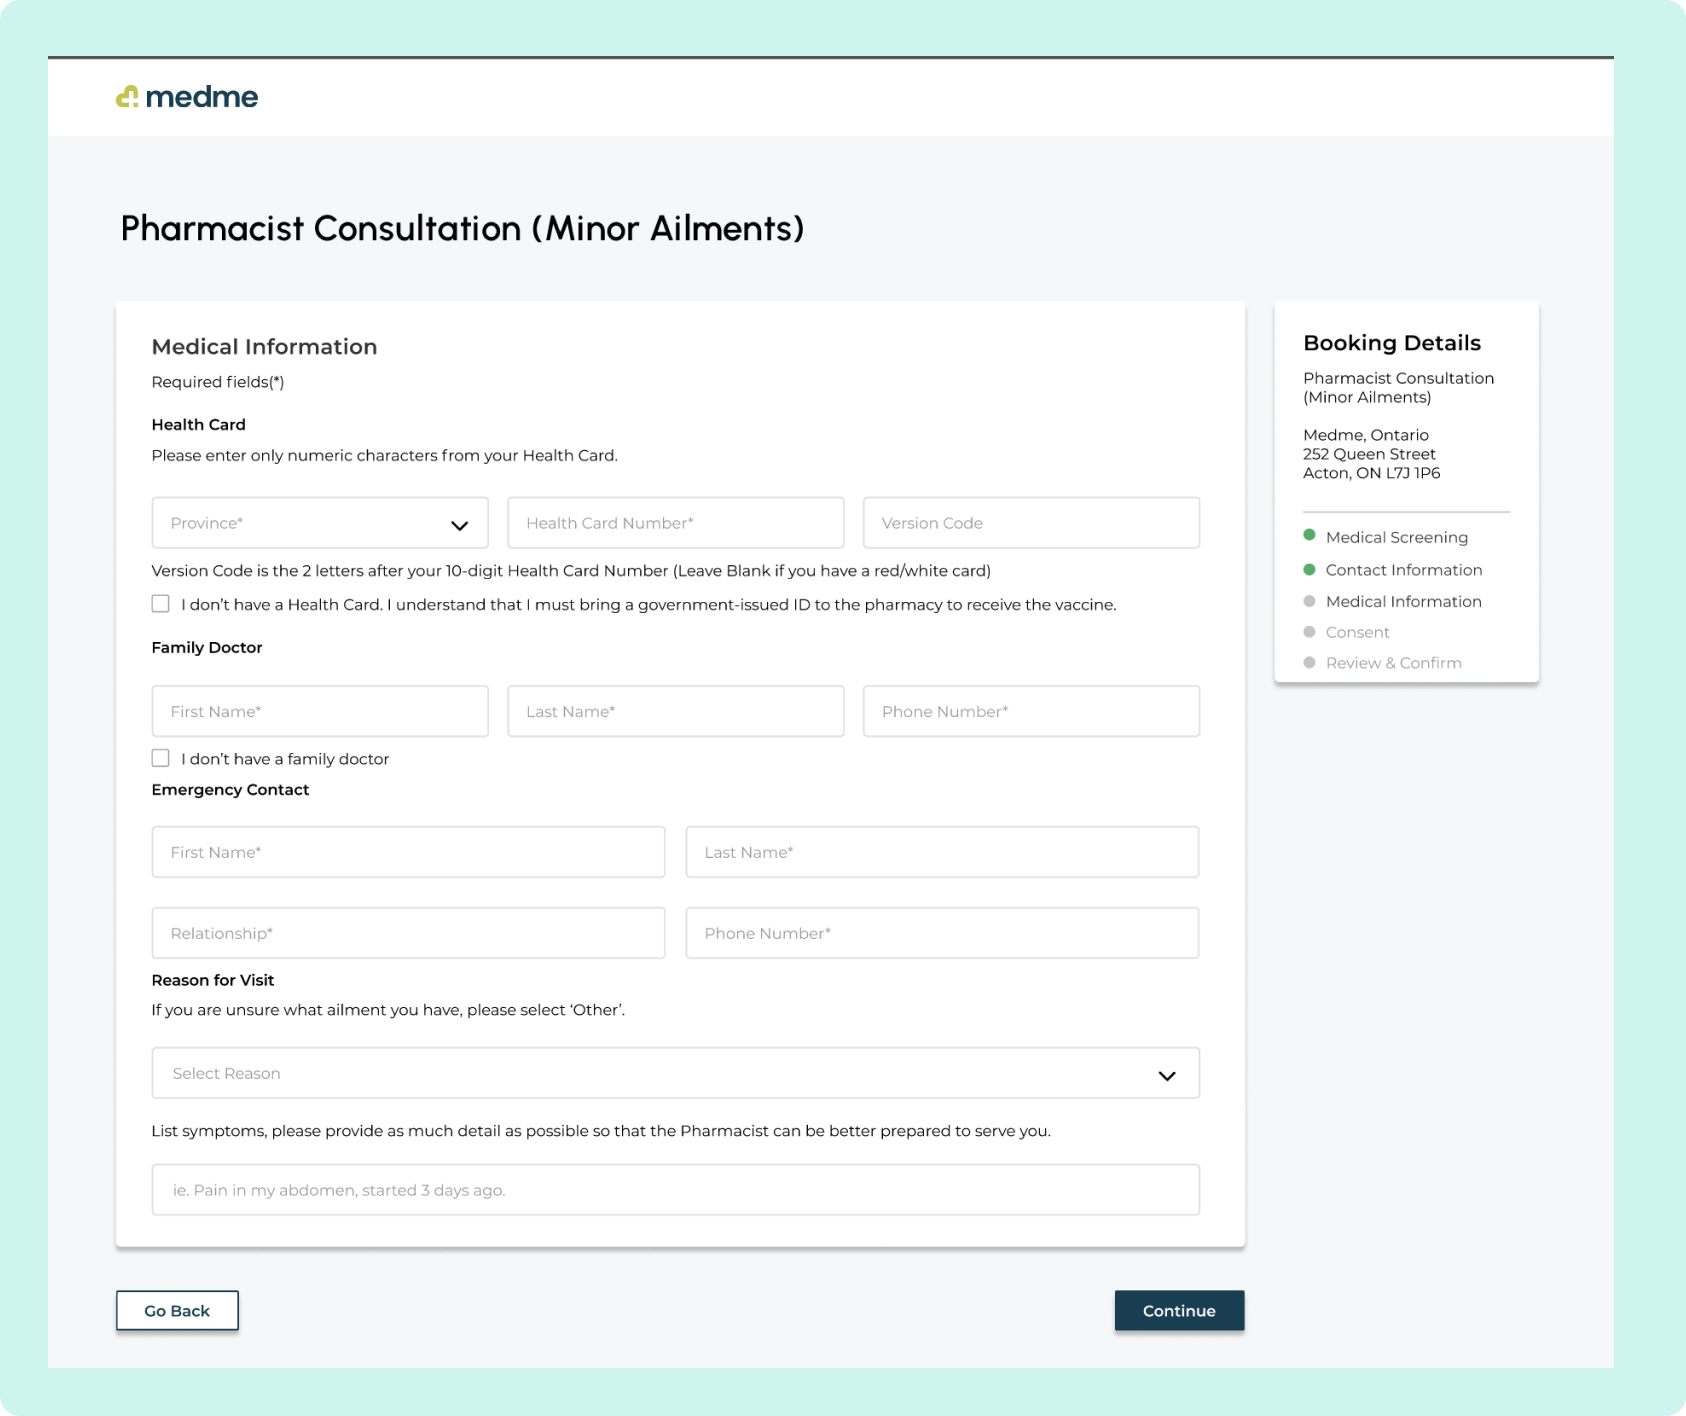 medme
Pharmacist Consultation (Minor Ailments)
Medical Information
Required fields(*)
Health Card
Please enter only numeric characters from your Health Card.
Province*
Health Card Number*
Version Code
Version Code is the 2 letters after your 10-digit Health Card Number (Leave Blank if you have a red/white card)
I don’t have a Health Card. I understand that I must bring a government-issued ID to the pharmacy to receive the vaccine.
Family Doctor
First Name*
Last Name*
Phone Number*
I don’t have a family doctor
Emergency Contact
First Name*
Last Name*
Relationship*
Phone Number*
Reason for Visit
If you are unsure what ailment you have, please select ‘Other’.
Select Reason
List symptoms, please provide as much detail as possible so that the Pharmacist can be better prepared to serve you.
ie. Pain in my abdomen, started 3 days ago.
Go Back
Continue
Booking Details
Pharmacist Consultation
(Minor Ailments)
Medme, Ontario
252 Queen Street
Acton, ON L7J 1P6
Medical Screening
Contact Information
Medical Information
Consent
Review & Confirm